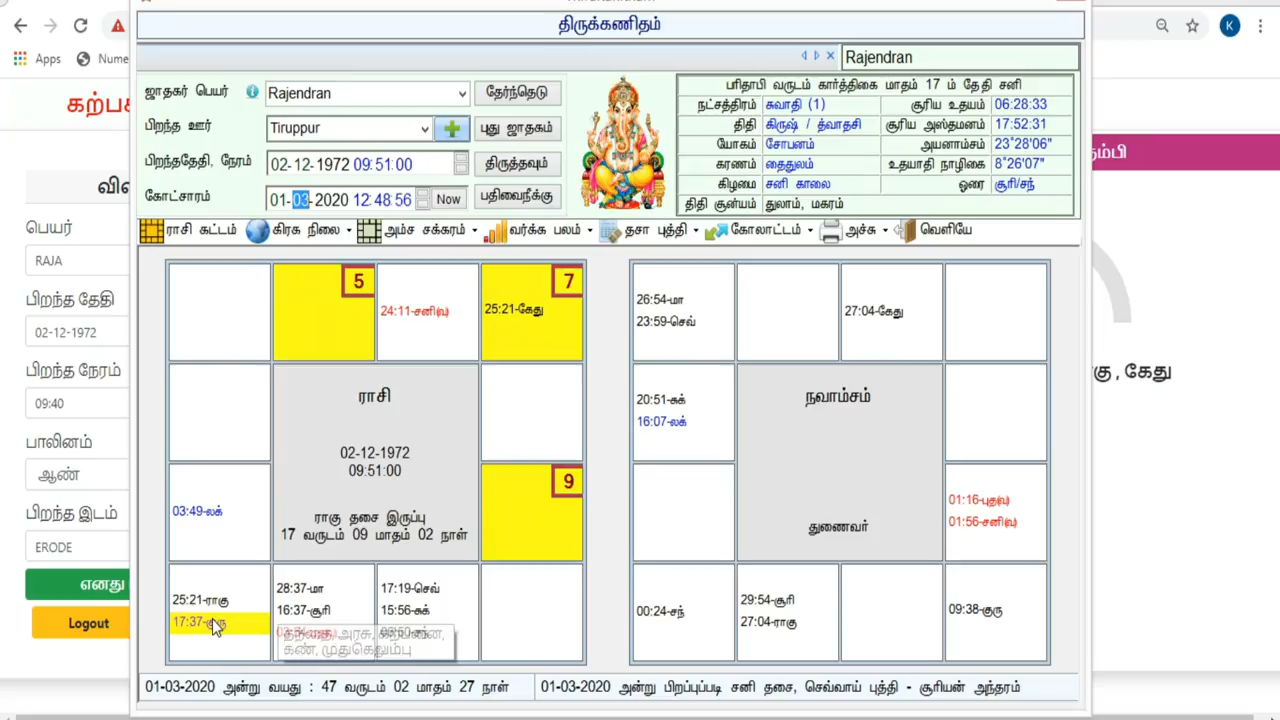 திருக்கணிதம்
Apps
Nume
K
Rajendran
ஜாதகர் பெயர்
Rajendran
தேர்ந்தெடு
பிறந்த ஊர்
Tiruppur
புது ஜாதகம்
பிறந்ததேதி, நேரம்
02-12-1972 09:51:00
திருத்தவும்
கோட்சாரம்
01-03-2020 12:48:56
Now
பதிவைநீக்கு
பரிதாபி வருடம் கார்த்திகை மாதம் 17 ம் தேதி சனி
நட்சத்திரம் சுவாதி (1) சூரிய உதயம் 06:28:33
திதி கிருஷ் / த்வாதசி சூரிய அஸ்தமனம் 17:52:31
யோகம் சோபனம் அயனாம்சம் 23°28'06"
கரணம் தைதுலம் உதயாதி நாழிகை 8°26'07"
கிழமை சனி காலை ஓரை சூரி/சந்
திதி சூன்யம் துலாம், மகரம்
ராசி கட்டம் கிரக நிலை அம்ச சக்கரம் வர்க்க பலம் தசா புத்தி கோலாட்டம் அச்சு வெளியே
5
24:11-சனி(வ)
7
25:21-கேது
ராசி
02-12-1972
09:51:00
ராகு தசை இருப்பு
17 வருடம் 09 மாதம் 02 நாள்
9
03:49-லக்
25:21-ராகு
17:37-குரு
28:37-மா
16:37-சூரி
17:19-செவ்
15:56-சுக்
தந்தை, அரசு, கற்பனை,
கண், முதுகெலும்பு
26:54-மா
23:59-செவ்
27:04-கேது
20:51-சுக்
16:07-லக்
நவாம்சம்
துணைவர்
01:16-புத(வ)
01:56-சனி(வ)
00:24-சந்
29:54-சூரி
27:04-ராகு
09:38-குரு
01-03-2020 அன்று வயது : 47 வருடம் 02 மாதம் 27 நாள்
01-03-2020 அன்று பிறப்புப்படி சனி தசை, செவ்வாய் புத்தி - சூரியன் அந்தரம்
பெயர்
RAJA
பிறந்த தேதி
02-12-1972
பிறந்த நேரம்
09:40
பாலினம்
ஆண்
பிறந்த இடம்
ERODE
எனது
Logout
கேது